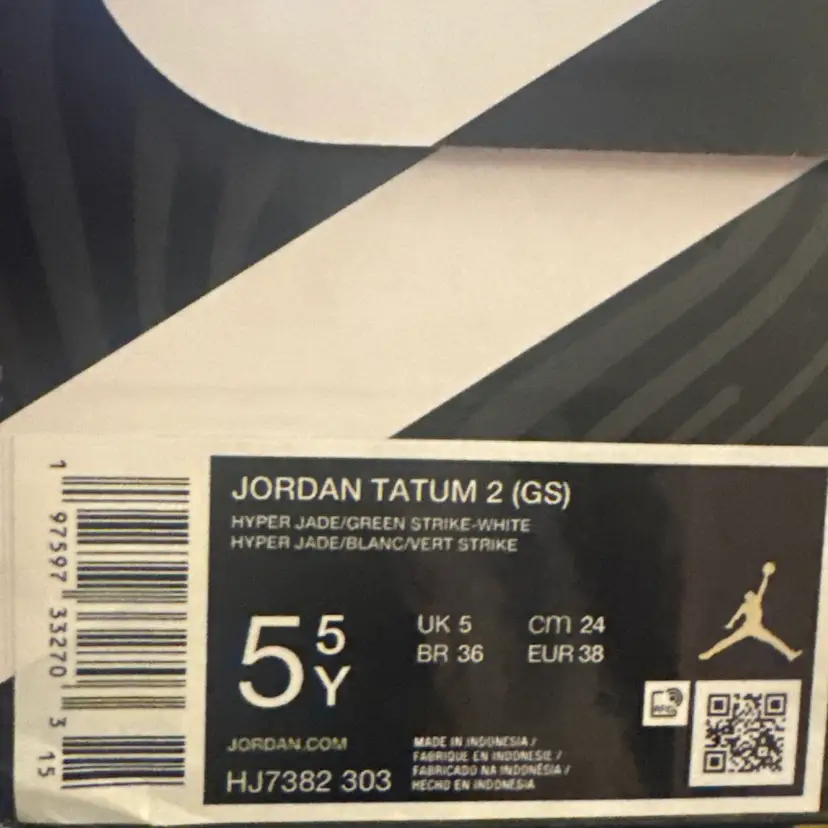 JORDAN TATUM 2 (GS)
HYPER JADE/GREEN STRIKE-WHITE
HYPER JADE/BLANC/VERT STRIKE
5 5 Y
UK 5 cm 24
BR 36 EUR 38
JORDAN.COM
HJ7382 303
MADE IN INDONESIA /
FABRIQUE EN INDONESIE /
FABRICADO NA INDONÉSIA /
HECHO EN INDONESIA
RFID
1 97597 33270 3 15